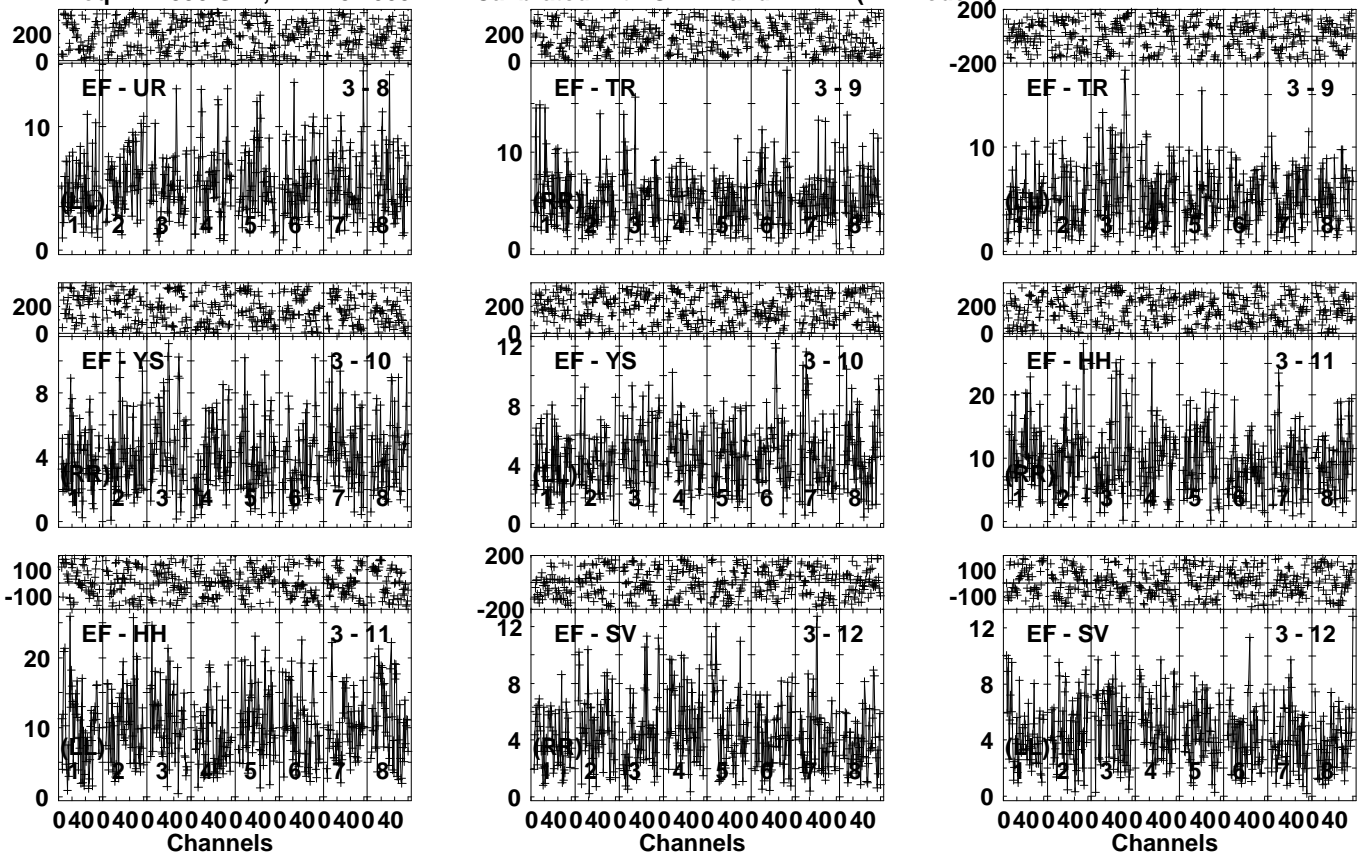 200 0 EF - UR 3 - 8 10 0 (LL) 1 2 3 4 5 6 7 8
200 0 EF - TR 3 - 9 10 0 (RR) 1 2 3 4 5 6 7 8
200 -200 EF - TR 3 - 9 10 0 (LL) 1 2 3 4 5 6 7 8
200 0 EF - YS 3 - 10 8 4 0 (RR) 1 2 3 4 5 6 7 8
200 0 12 EF - YS 3 - 10 8 4 0 (LL) 1 2 3 4 5 6 7 8
200 0 EF - HH 3 - 11 20 10 0 (RR) 1 2 3 4 5 6 7 8
100 -100 EF - HH 3 - 11 20 10 0 (LL) 1 2 3 4 5 6 7 8
200 -200 12 EF - SV 3 - 12 8 4 0 (RR) 1 2 3 4 5 6 7 8
100 -100 12 EF - SV 3 - 12 8 4 0 (LL) 1 2 3 4 5 6 7 8
0 40 0 40 0 40 0 40 0 40 0 40 0 40 0 40
Channels
0 40 0 40 0 40 0 40 0 40 0 40 0 40 0 40
Channels
0 40 0 40 0 40 0 40 0 40 0 40 0 40 0 40
Channels